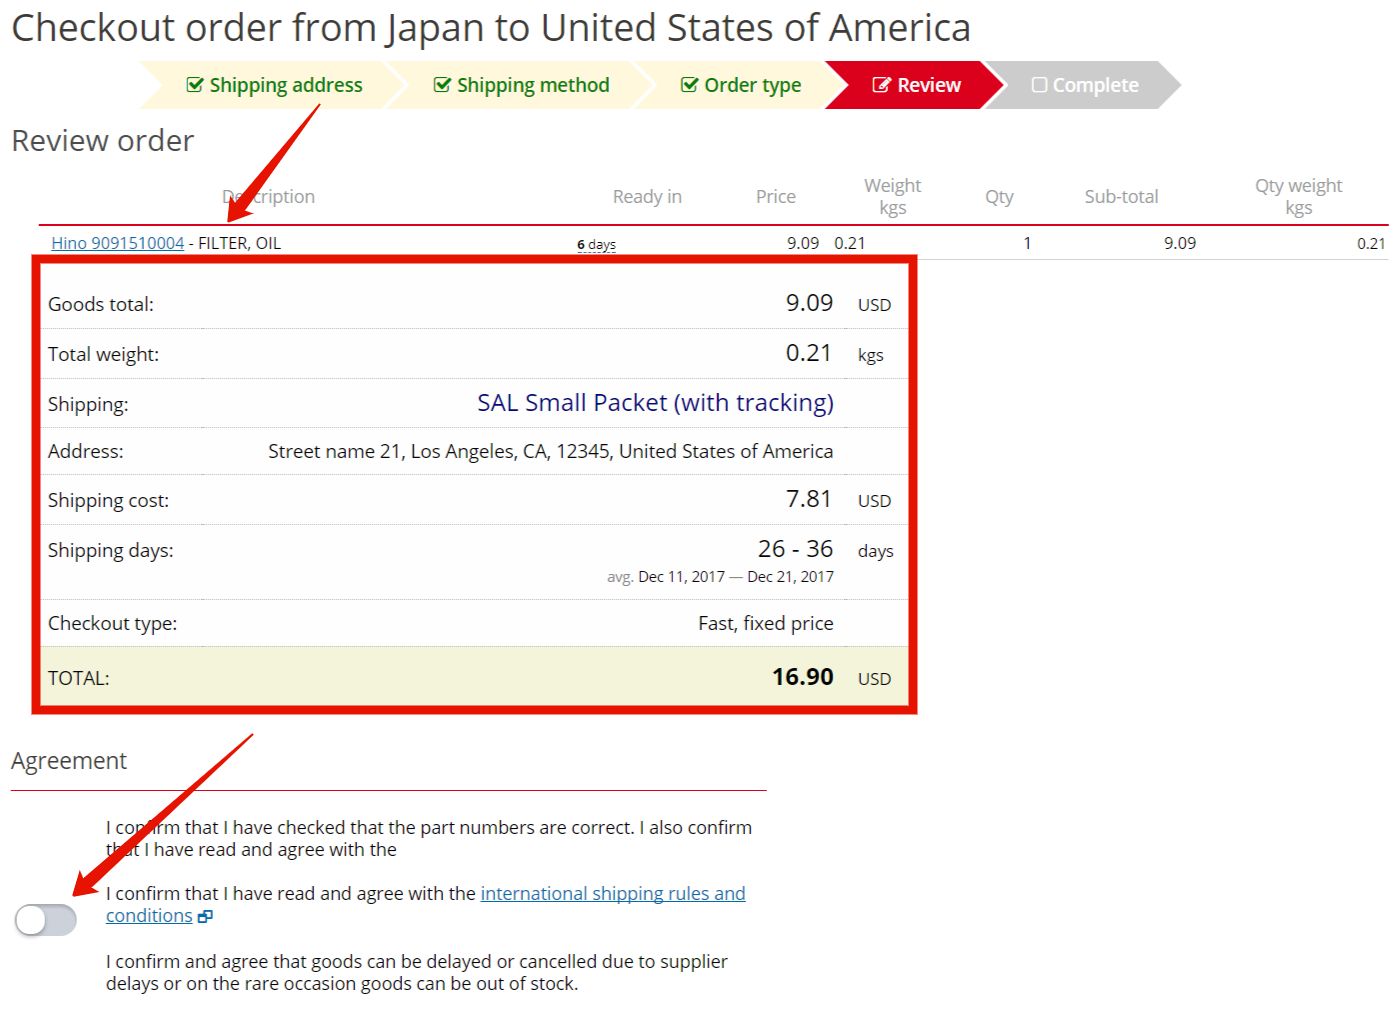 Checkout order from Japan to United States of America
Shipping address Shipping method Order type Review Complete
Review order
Description Ready in Price Weight kgs Qty Sub-total Qty weight kgs
Hino 9091510004 - FILTER, OIL 6 days 9.09 0.21 1 9.09 0.21
Goods total: 9.09 USD
Total weight: 0.21 kgs
Shipping: SAL Small Packet (with tracking)
Address: Street name 21, Los Angeles, CA, 12345, United States of America
Shipping cost: 7.81 USD
Shipping days: 26 - 36 days
avg. Dec 11, 2017 — Dec 21, 2017
Checkout type: Fast, fixed price
TOTAL: 16.90 USD
Agreement
I confirm that I have checked that the part numbers are correct. I also confirm
that I have read and agree with the
I confirm that I have read and agree with the international shipping rules and
conditions
I confirm and agree that goods can be delayed or cancelled due to supplier
delays or on the rare occasion goods can be out of stock.